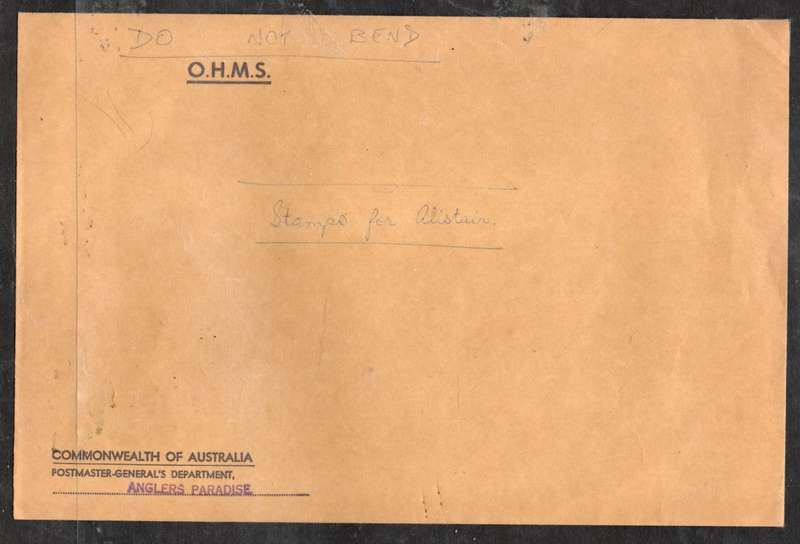 DO NOT BEND
O.H.M.S.
Stamps for Alistair.
COMMONWEALTH OF AUSTRALIA
POSTMASTER-GENERAL'S DEPARTMENT,
ANGLERS PARADISE